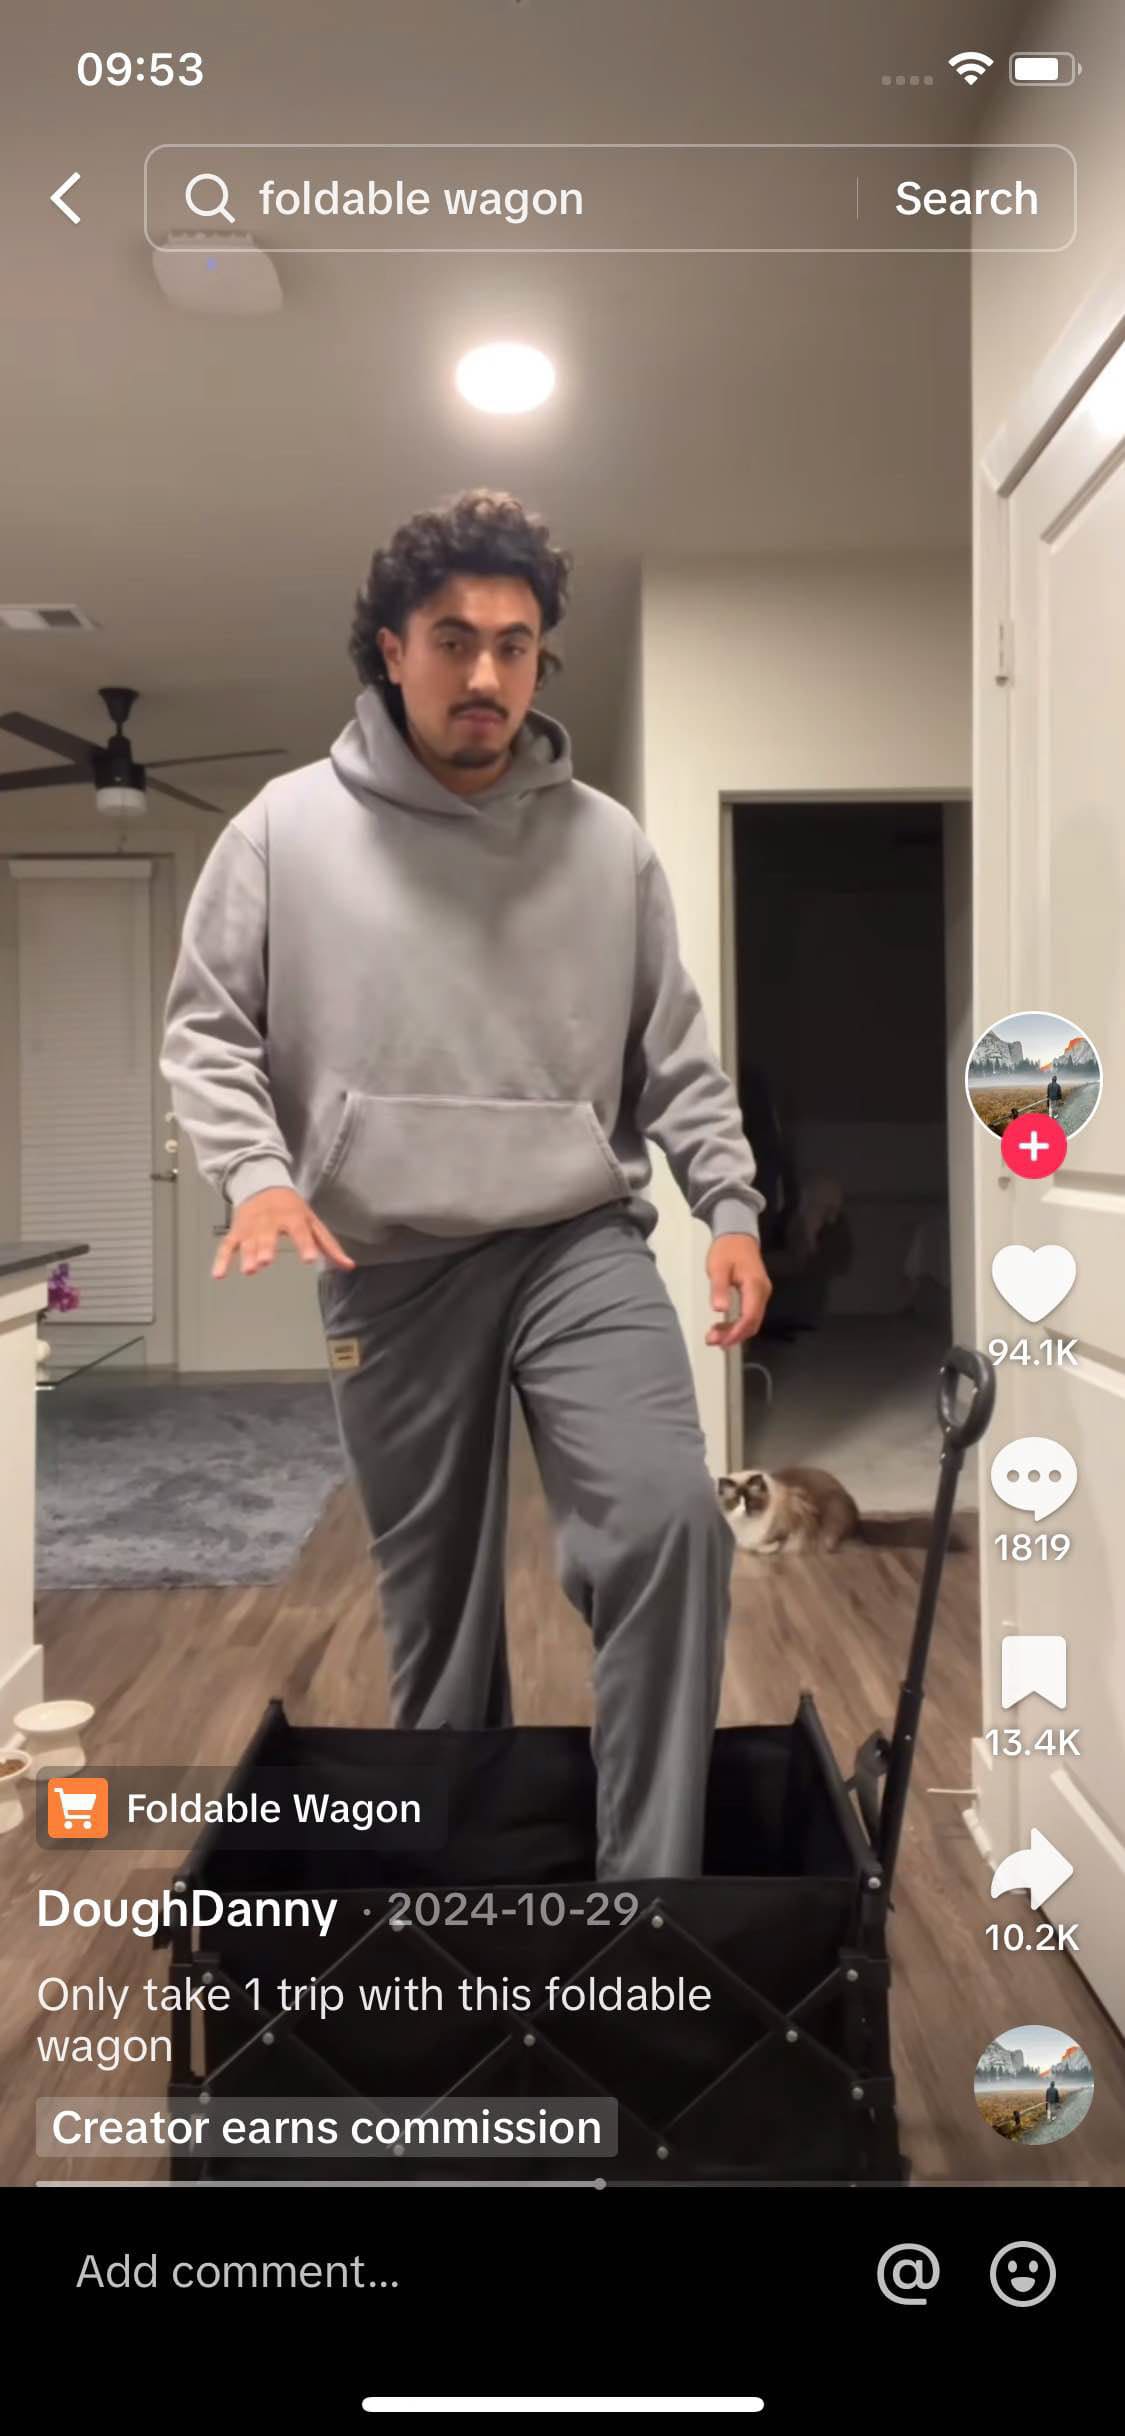 09:53
foldable wagon
Search
94.1K
1819
13.4K
10.2K
Foldable Wagon
DoughDanny · 2024-10-29
Only take 1 trip with this foldable
wagon
Creator earns commission
Add comment...